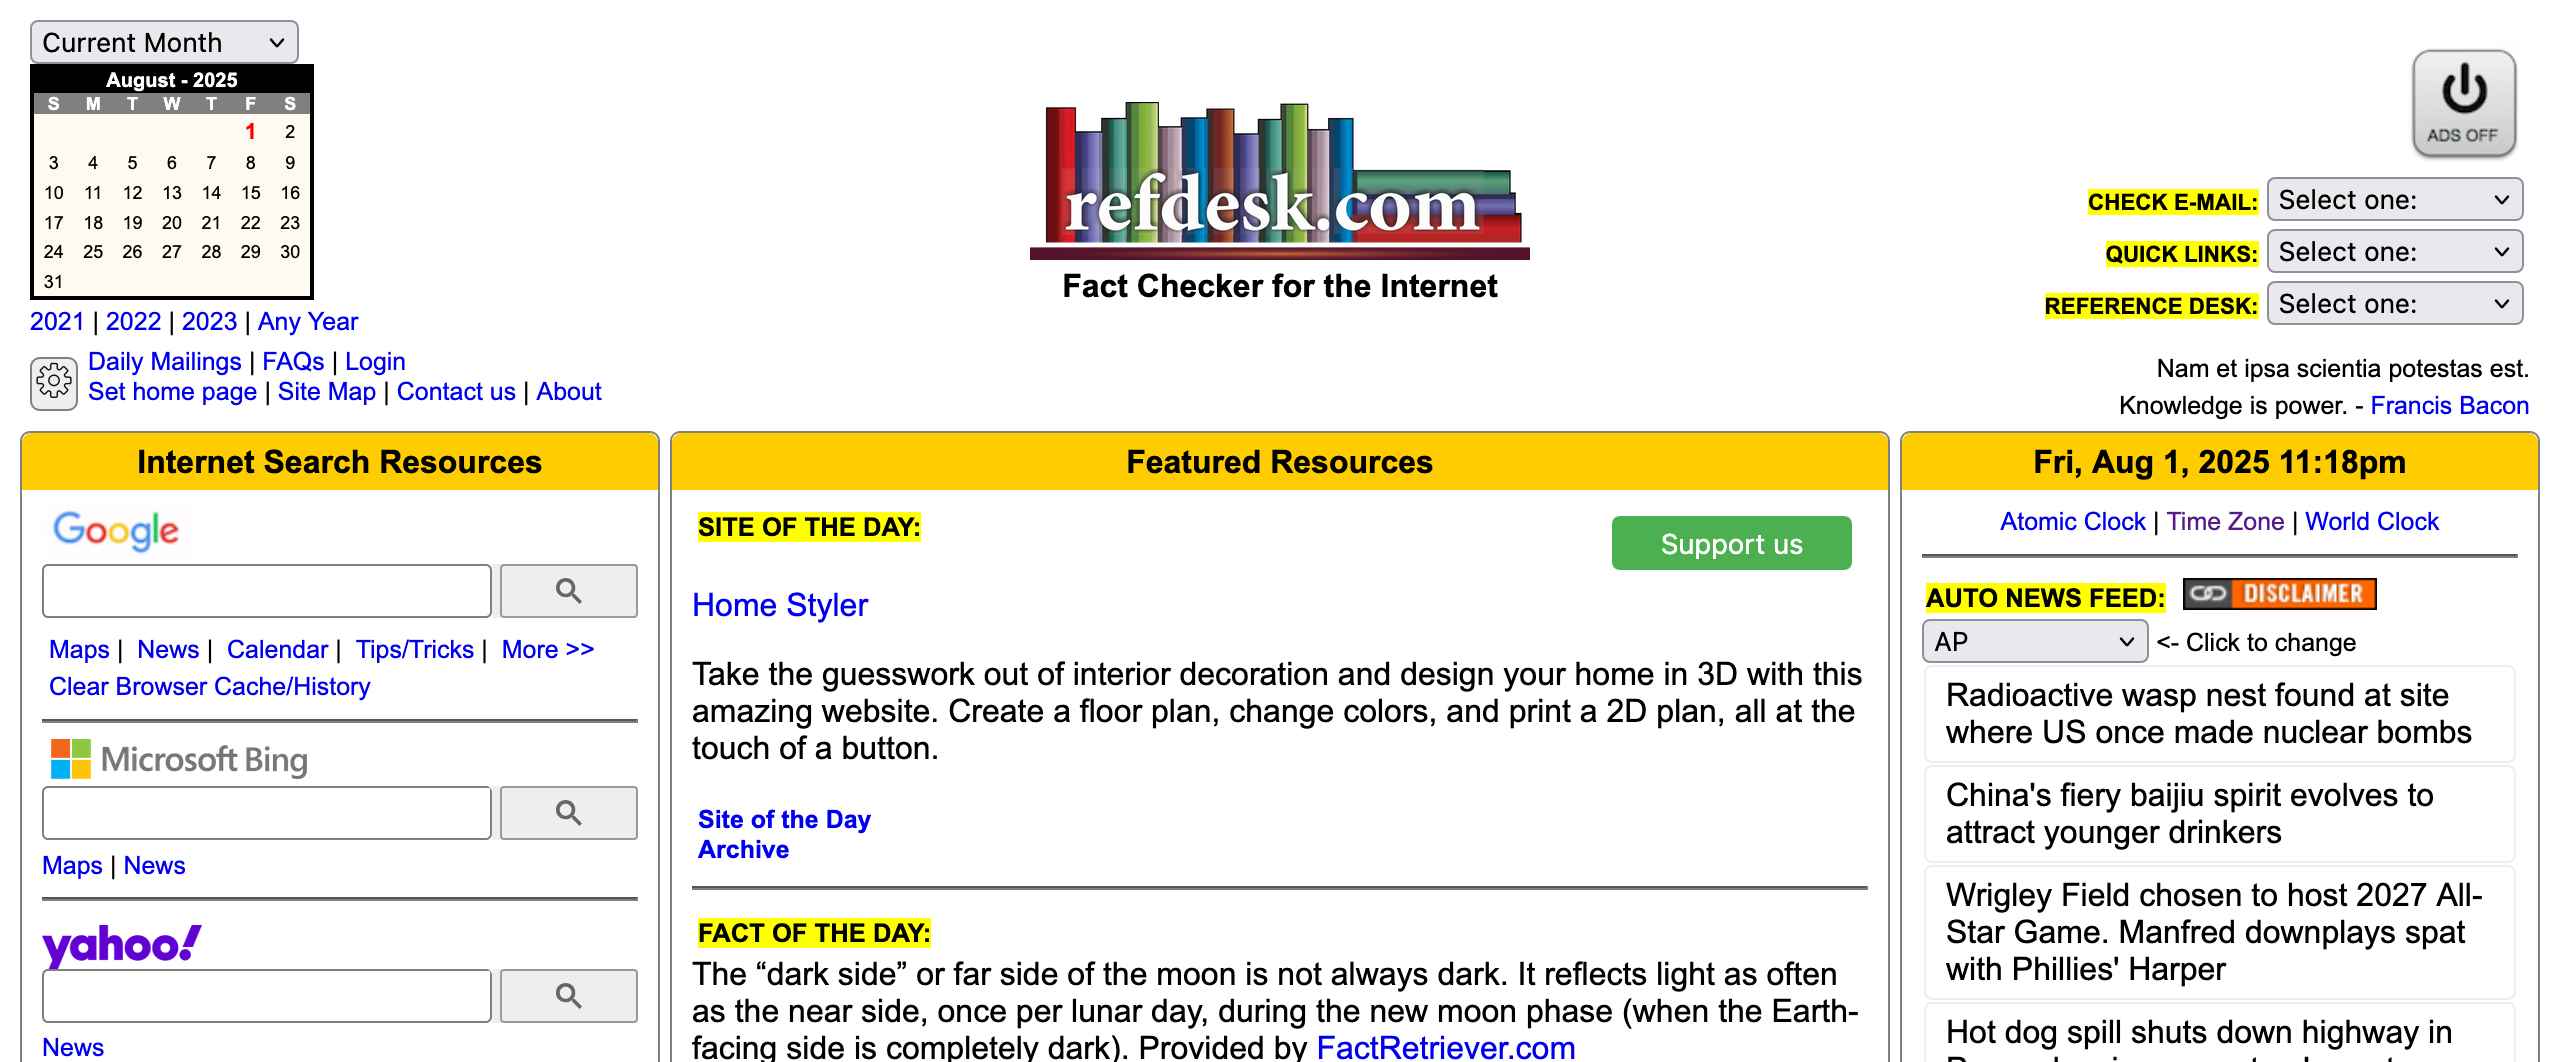 Current Month
August - 2025
S M T W T F S
1 2
3 4 5 6 7 8 9
10 11 12 13 14 15 16
17 18 19 20 21 22 23
24 25 26 27 28 29 30
31
2021 | 2022 | 2023 | Any Year
Daily Mailings | FAQs | Login
Set home page | Site Map | Contact us | About
refdesk.com
Fact Checker for the Internet
ADS OFF
CHECK E-MAIL: Select one:
QUICK LINKS: Select one:
REFERENCE DESK: Select one:
Nam et ipsa scientia potestas est.
Knowledge is power. - Francis Bacon
Internet Search Resources
Google
Maps | News | Calendar | Tips/Tricks | More >>
Clear Browser Cache/History
Microsoft Bing
Maps | News
yahoo!
News
Featured Resources
SITE OF THE DAY:
Support us
Home Styler
Take the guesswork out of interior decoration and design your home in 3D with this
amazing website. Create a floor plan, change colors, and print a 2D plan, all at the
touch of a button.
Site of the Day
Archive
FACT OF THE DAY:
The “dark side” or far side of the moon is not always dark. It reflects light as often
as the near side, once per lunar day, during the new moon phase (when the Earth-
facing side is completely dark). Provided by FactRetriever.com
Fri, Aug 1, 2025 11:18pm
Atomic Clock | Time Zone | World Clock
AUTO NEWS FEED: DISCLAIMER
AP <- Click to change
Radioactive wasp nest found at site
where US once made nuclear bombs
China's fiery baijiu spirit evolves to
attract younger drinkers
Wrigley Field chosen to host 2027 All-
Star Game. Manfred downplays spat
with Phillies' Harper
Hot dog spill shuts down highway in